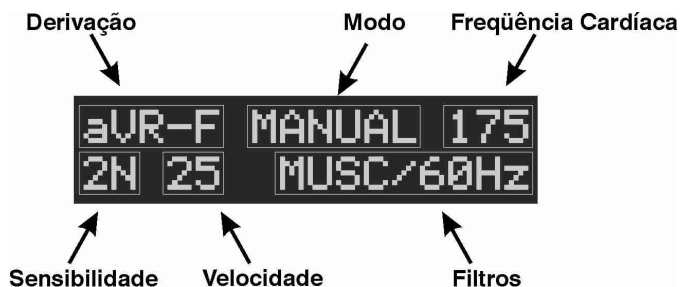 Derivação Modo Freqüência Cardíaca
aVR-F MANUAL 175
2N 25 MUSC/60Hz
Sensibilidade Velocidade Filtros